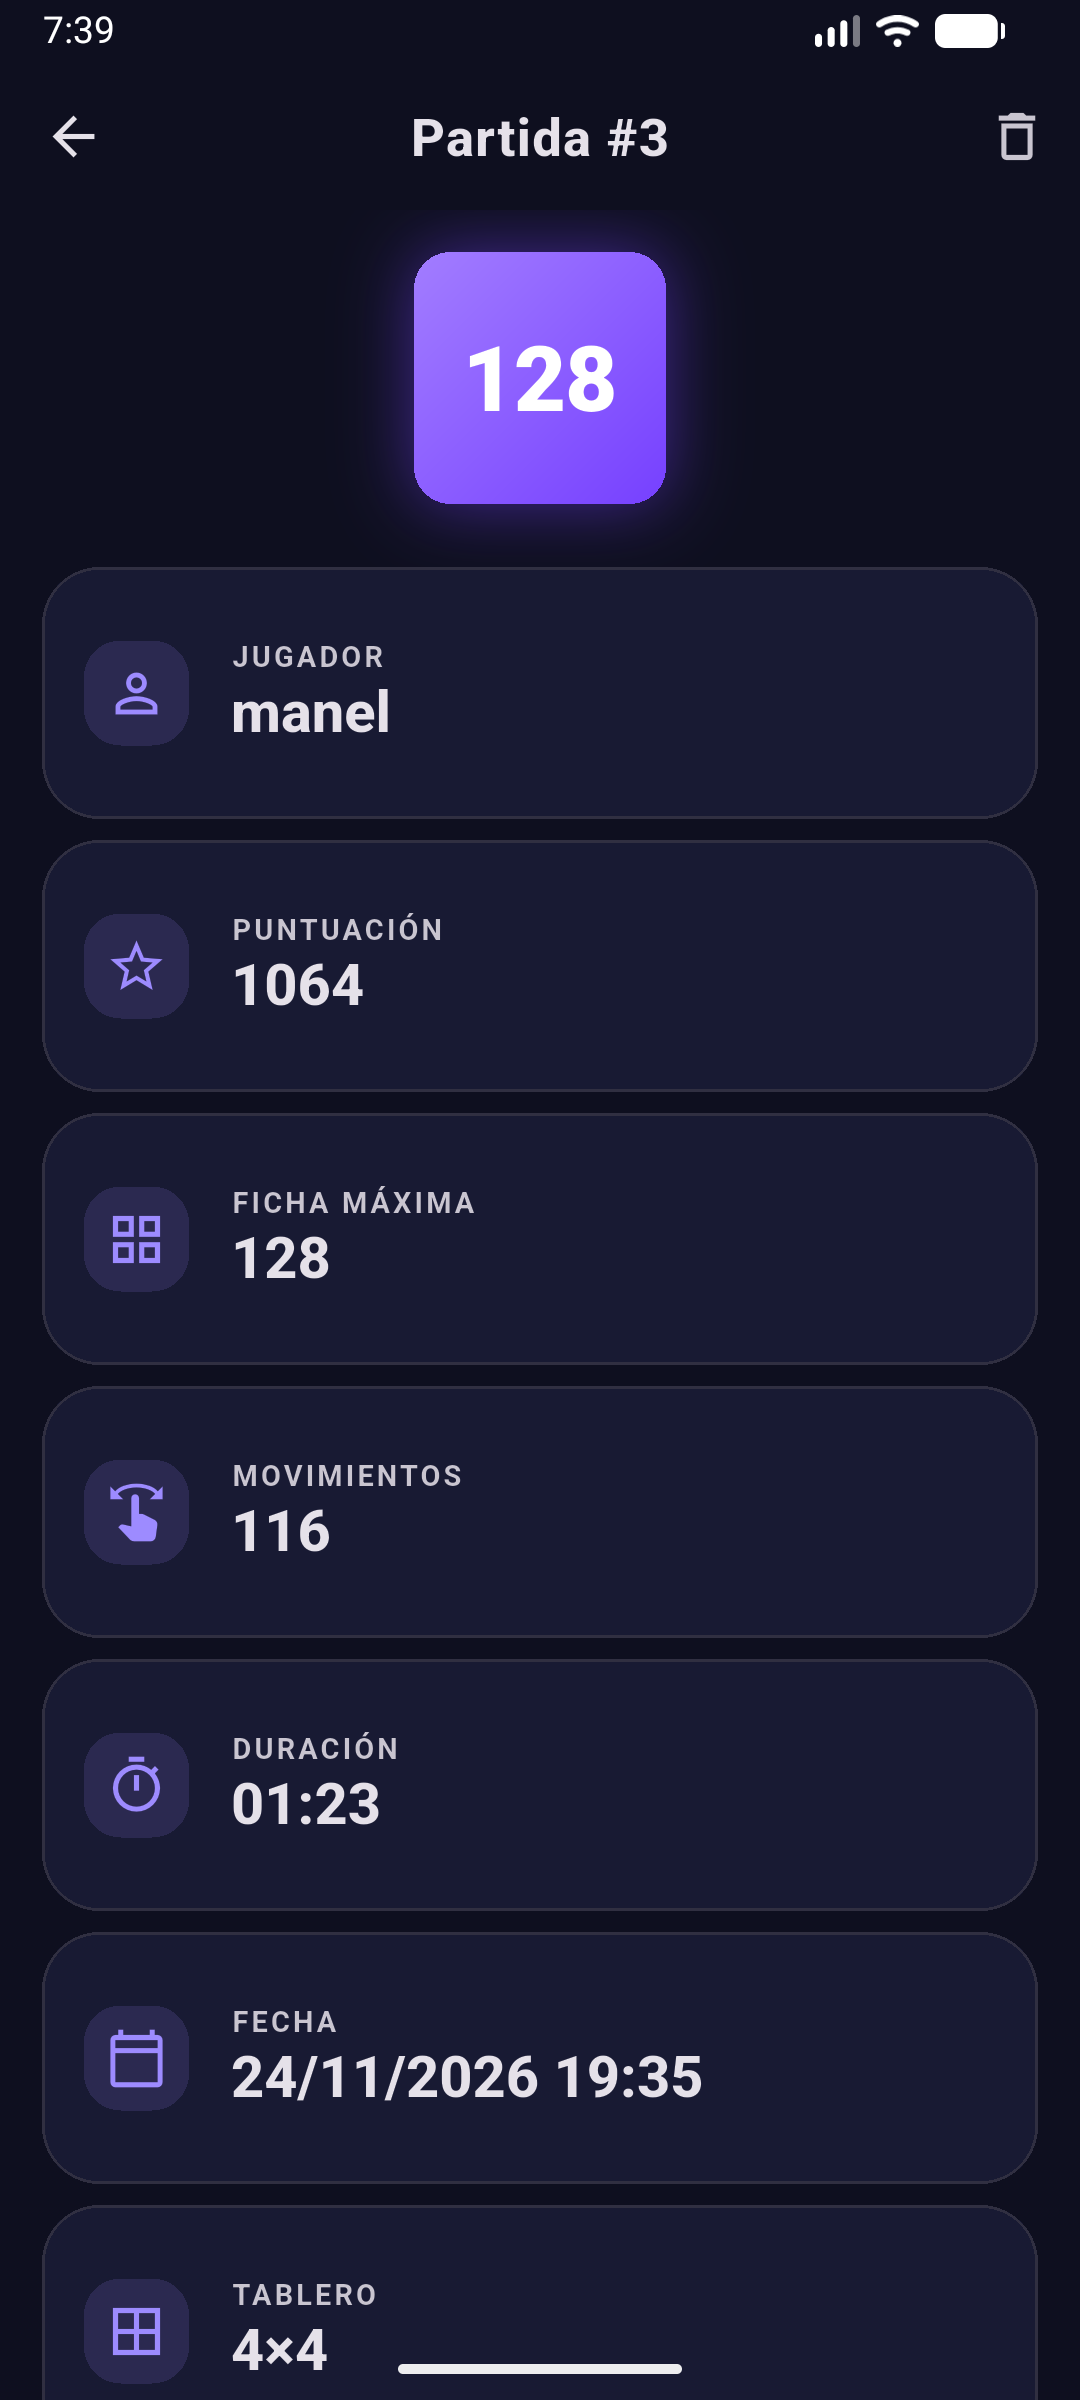 7:39
Partida #3
128
JUGADOR
manel
PUNTUACIÓN
1064
FICHA MÁXIMA
128
MOVIMIENTOS
116
DURACIÓN
01:23
FECHA
24/11/2026 19:35
TABLERO
4×4